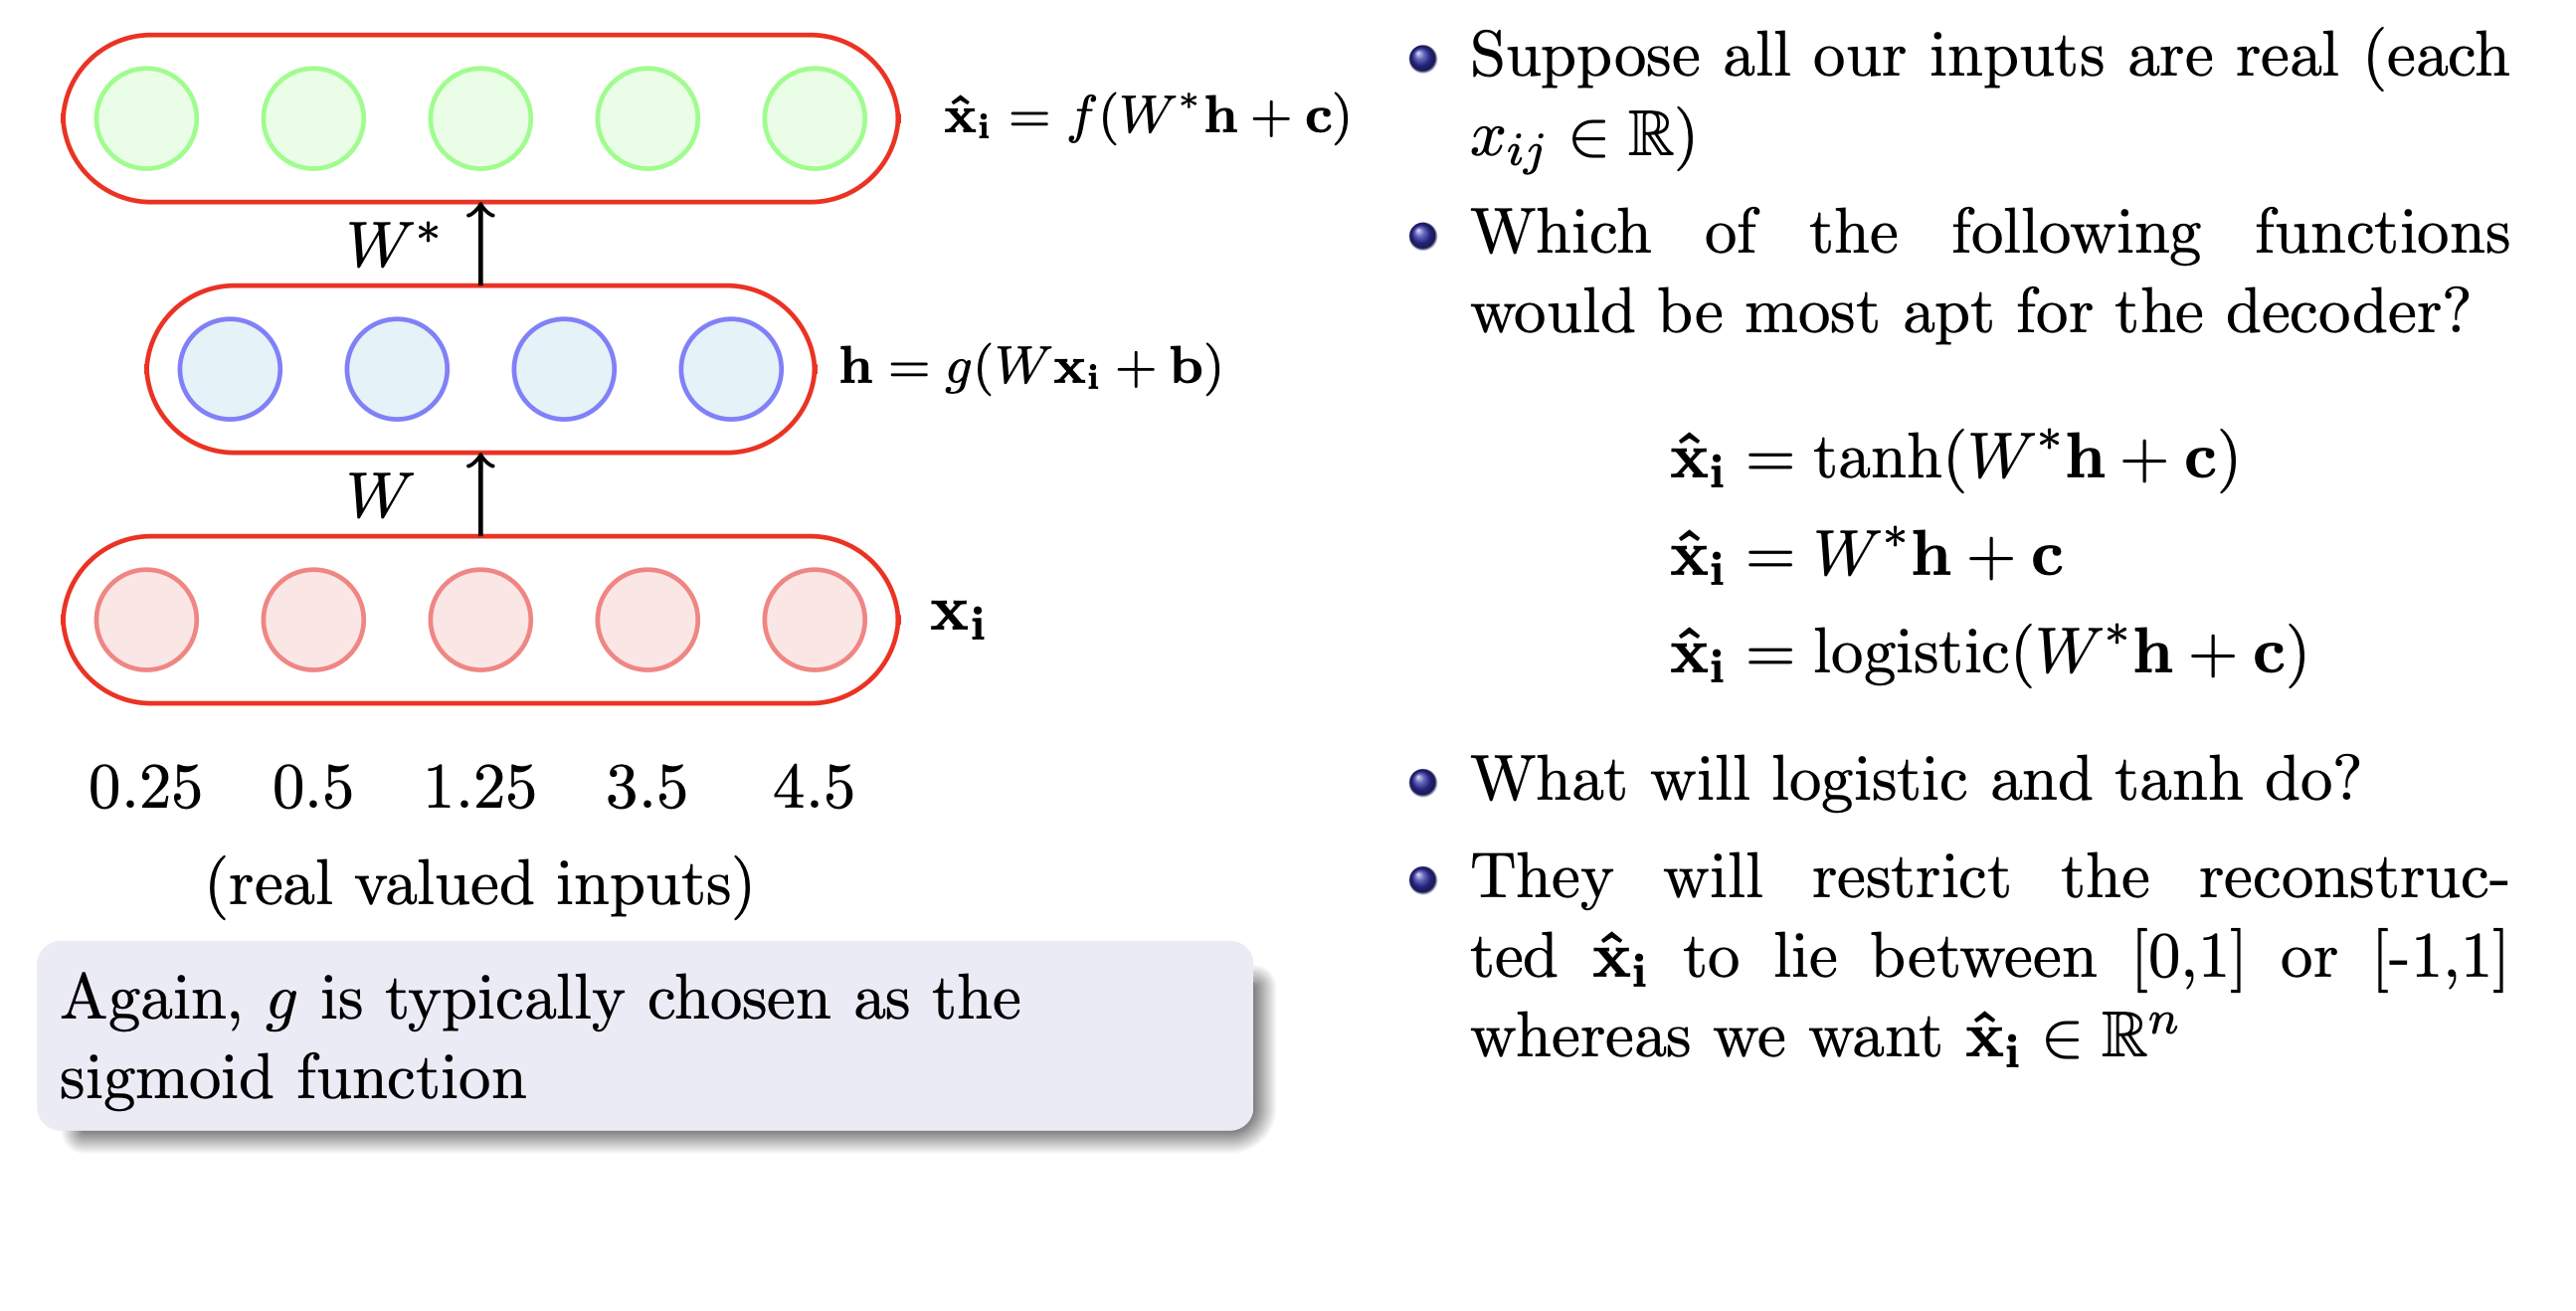 x̂ᵢ = f(W*h + c)
W*
h = g(Wxᵢ + b)
W
xᵢ
0.25 0.5 1.25 3.5 4.5
(real valued inputs)
Again, g is typically chosen as the
sigmoid function
Suppose all our inputs are real (each
xᵢⱼ ∈ ℝ)
Which of the following functions
would be most apt for the decoder?
x̂ᵢ = tanh(W*h + c)
x̂ᵢ = W*h + c
x̂ᵢ = logistic(W*h + c)
What will logistic and tanh do?
They will restrict the reconstruc-
ted x̂ᵢ to lie between [0,1] or [-1,1]
whereas we want x̂ᵢ ∈ ℝⁿ